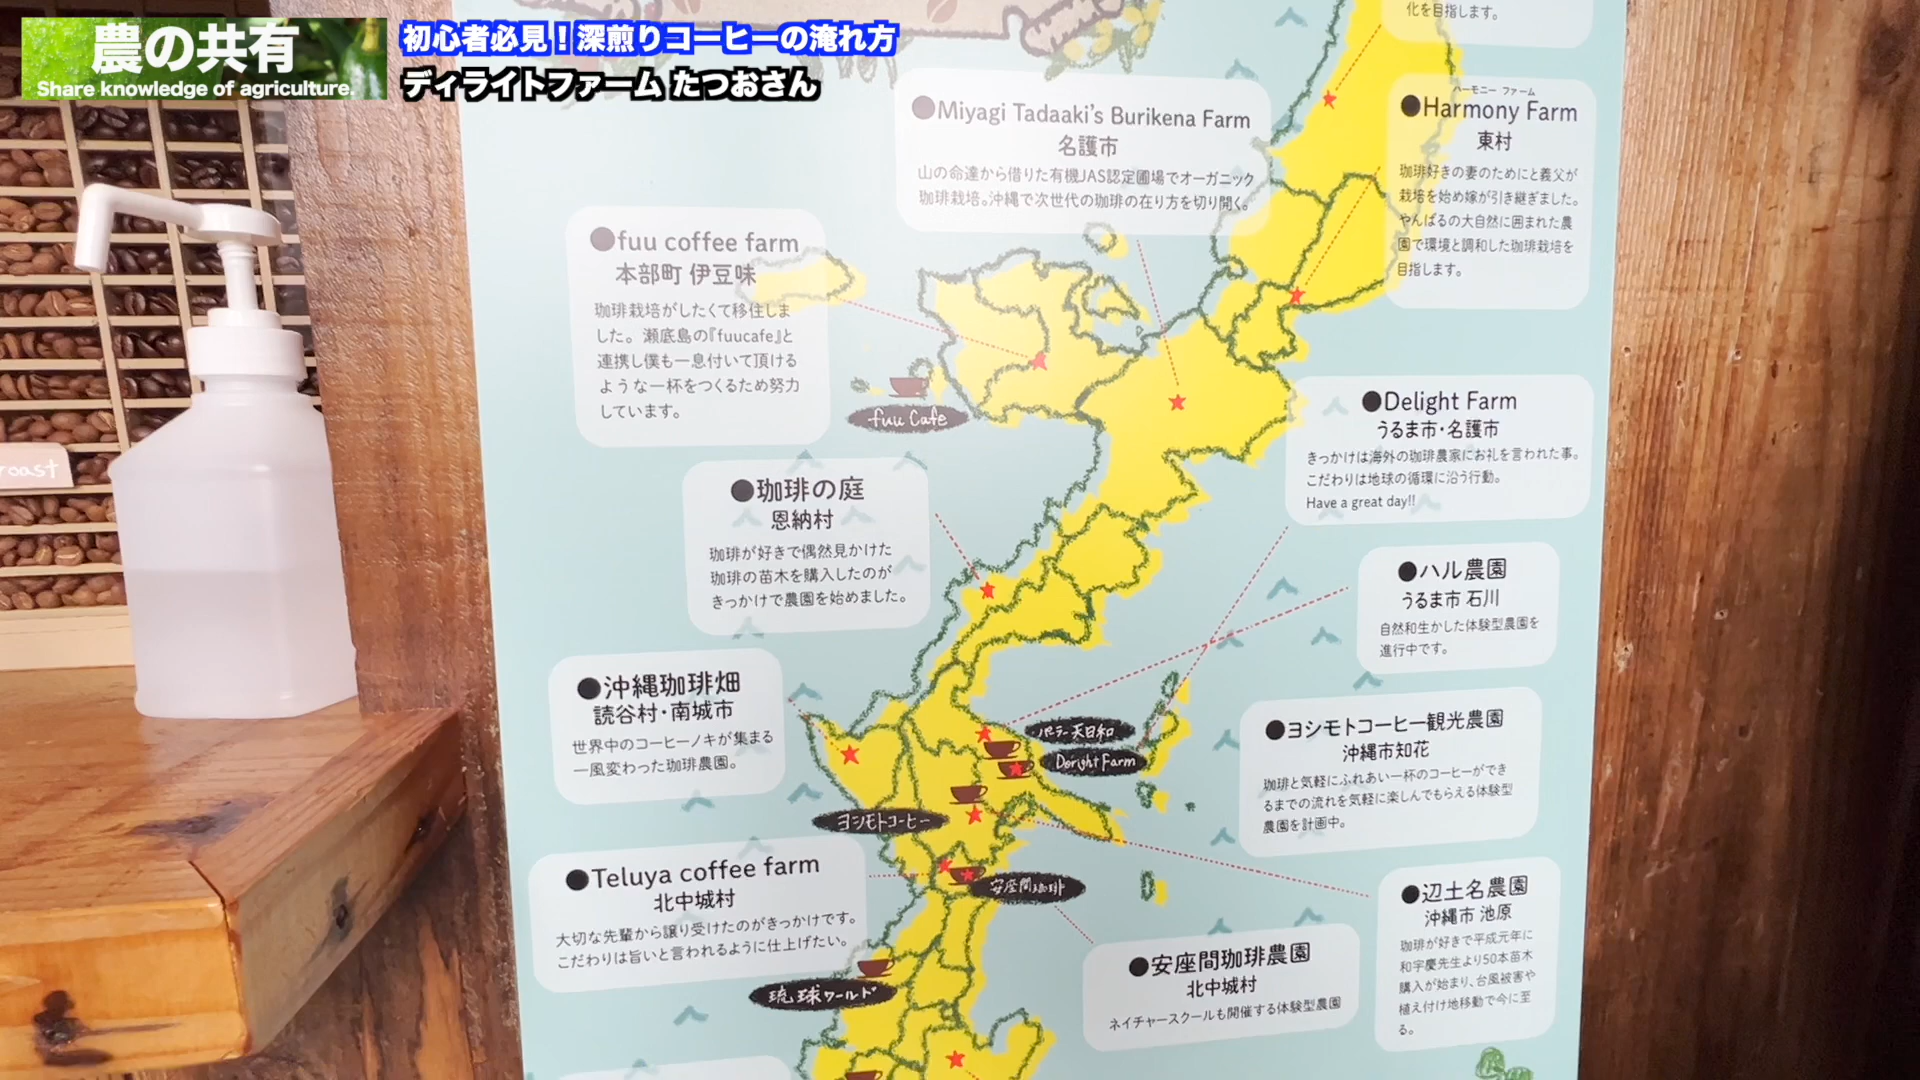 農の共有
Share knowledge of agriculture.
初心者必見！深煎りコーヒーの淹れ方
ディライトファーム たつおさん
roast
化を目指します。
●Miyagi Tadaaki's Burikena Farm
名護市
山の命達から借りた有機JAS認定圃場でオーガニック
珈琲栽培。沖縄で次世代の珈琲の在り方を切り開く。
ハーモニー ファーム
●Harmony Farm
東村
珈琲好きの妻のためにと義父が
栽培を始め嫁が引き継ぎました。
やんばるの大自然に囲まれた農
園で環境と調和した珈琲栽培を
目指します。
●fuu coffee farm
本部町 伊豆味
珈琲栽培がしたくて移住しま
した。瀬底島の『fuucafe』と
連携し僕も一息付いて頂ける
ような一杯をつくるため努力
しています。
fuu Cafe
●Delight Farm
うるま市・名護市
きっかけは海外の珈琲農家にお礼を言われた事。
こだわりは地球の循環に沿う行動。
Have a great day!!
●珈琲の庭
恩納村
珈琲が好きで偶然見かけた
珈琲の苗木を購入したのが
きっかけで農園を始めました。
●ハル農園
うるま市 石川
自然和生かした体験型農園を
進行中です。
●沖縄珈琲畑
読谷村・南城市
世界中のコーヒーノキが集まる
一風変わった珈琲農園。
パーラー天日和
Doright Farm
●ヨシモトコーヒー観光農園
沖縄市知花
珈琲と気軽にふれあい一杯のコーヒーができ
るまでの流れを気軽に楽しんでもらえる体験型
農園を計画中。
ヨシモトコーヒー
●Teluya coffee farm
北中城村
大切な先輩から譲り受けたのがきっかけです。
こだわりは旨いと言われるように仕上げたい。
安座間珈琲
●辺土名農園
沖縄市 池原
珈琲が好きで平成元年に
和宇慶先生より50本苗木
購入が始まり、台風被害や
植え付け地移動で今に至
る。
●安座間珈琲農園
北中城村
ネイチャースクールも開催する体験型農園
琉球ワールド